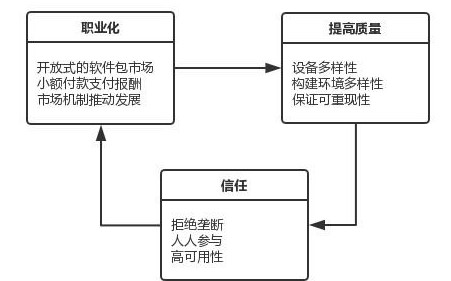 职业化
开放式的软件包市场
小额付款支付报酬
市场机制推动发展
提高质量
设备多样性
构建环境多样性
保证可重现性
信任
拒绝垄断
人人参与
高可用性